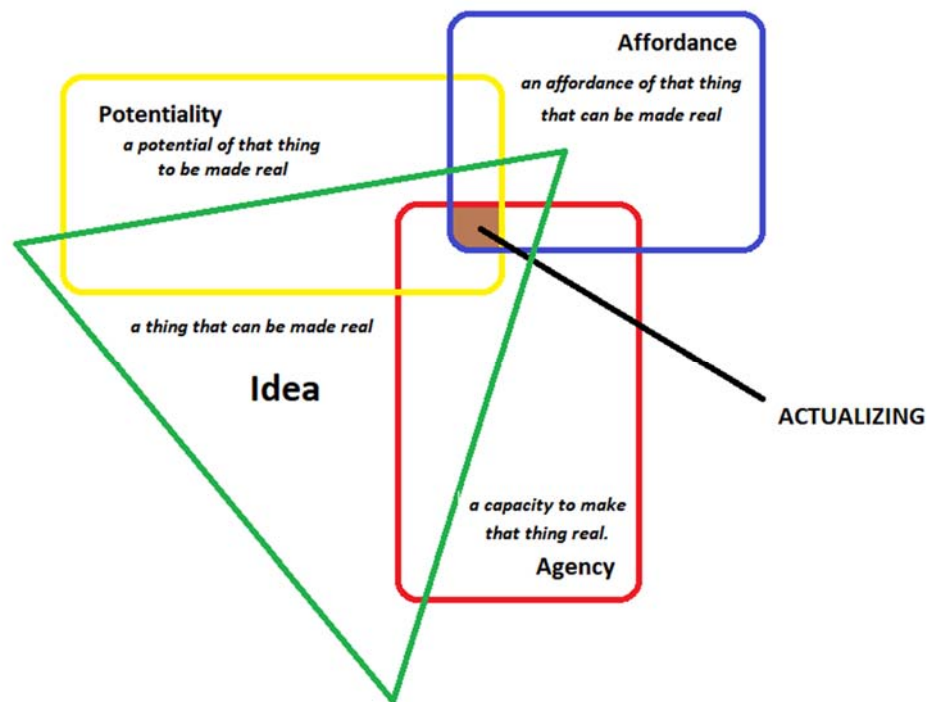 Affordance
an affordance of that thing
that can be made real
Potentiality
a potential of that thing
to be made real
a thing that can be made real
Idea
ACTUALIZING
a capacity to make
that thing real.
Agency